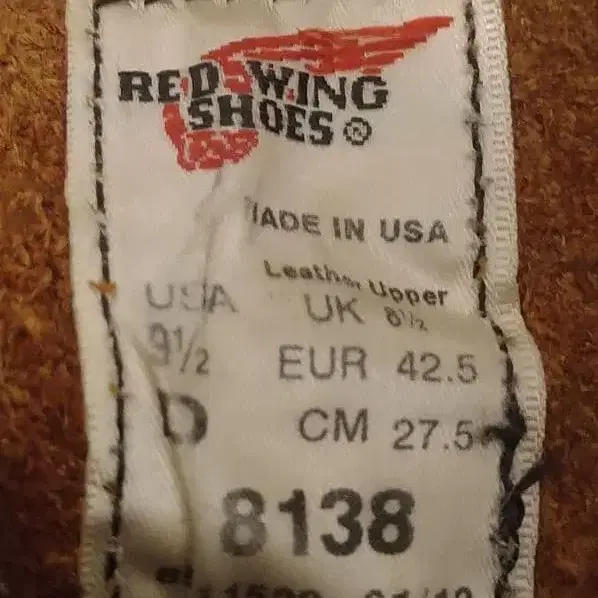 RED WING
SHOES ®
MADE IN USA
Leather Upper
USA UK 8½
9½ EUR 42.5
D CM 27.5
8138